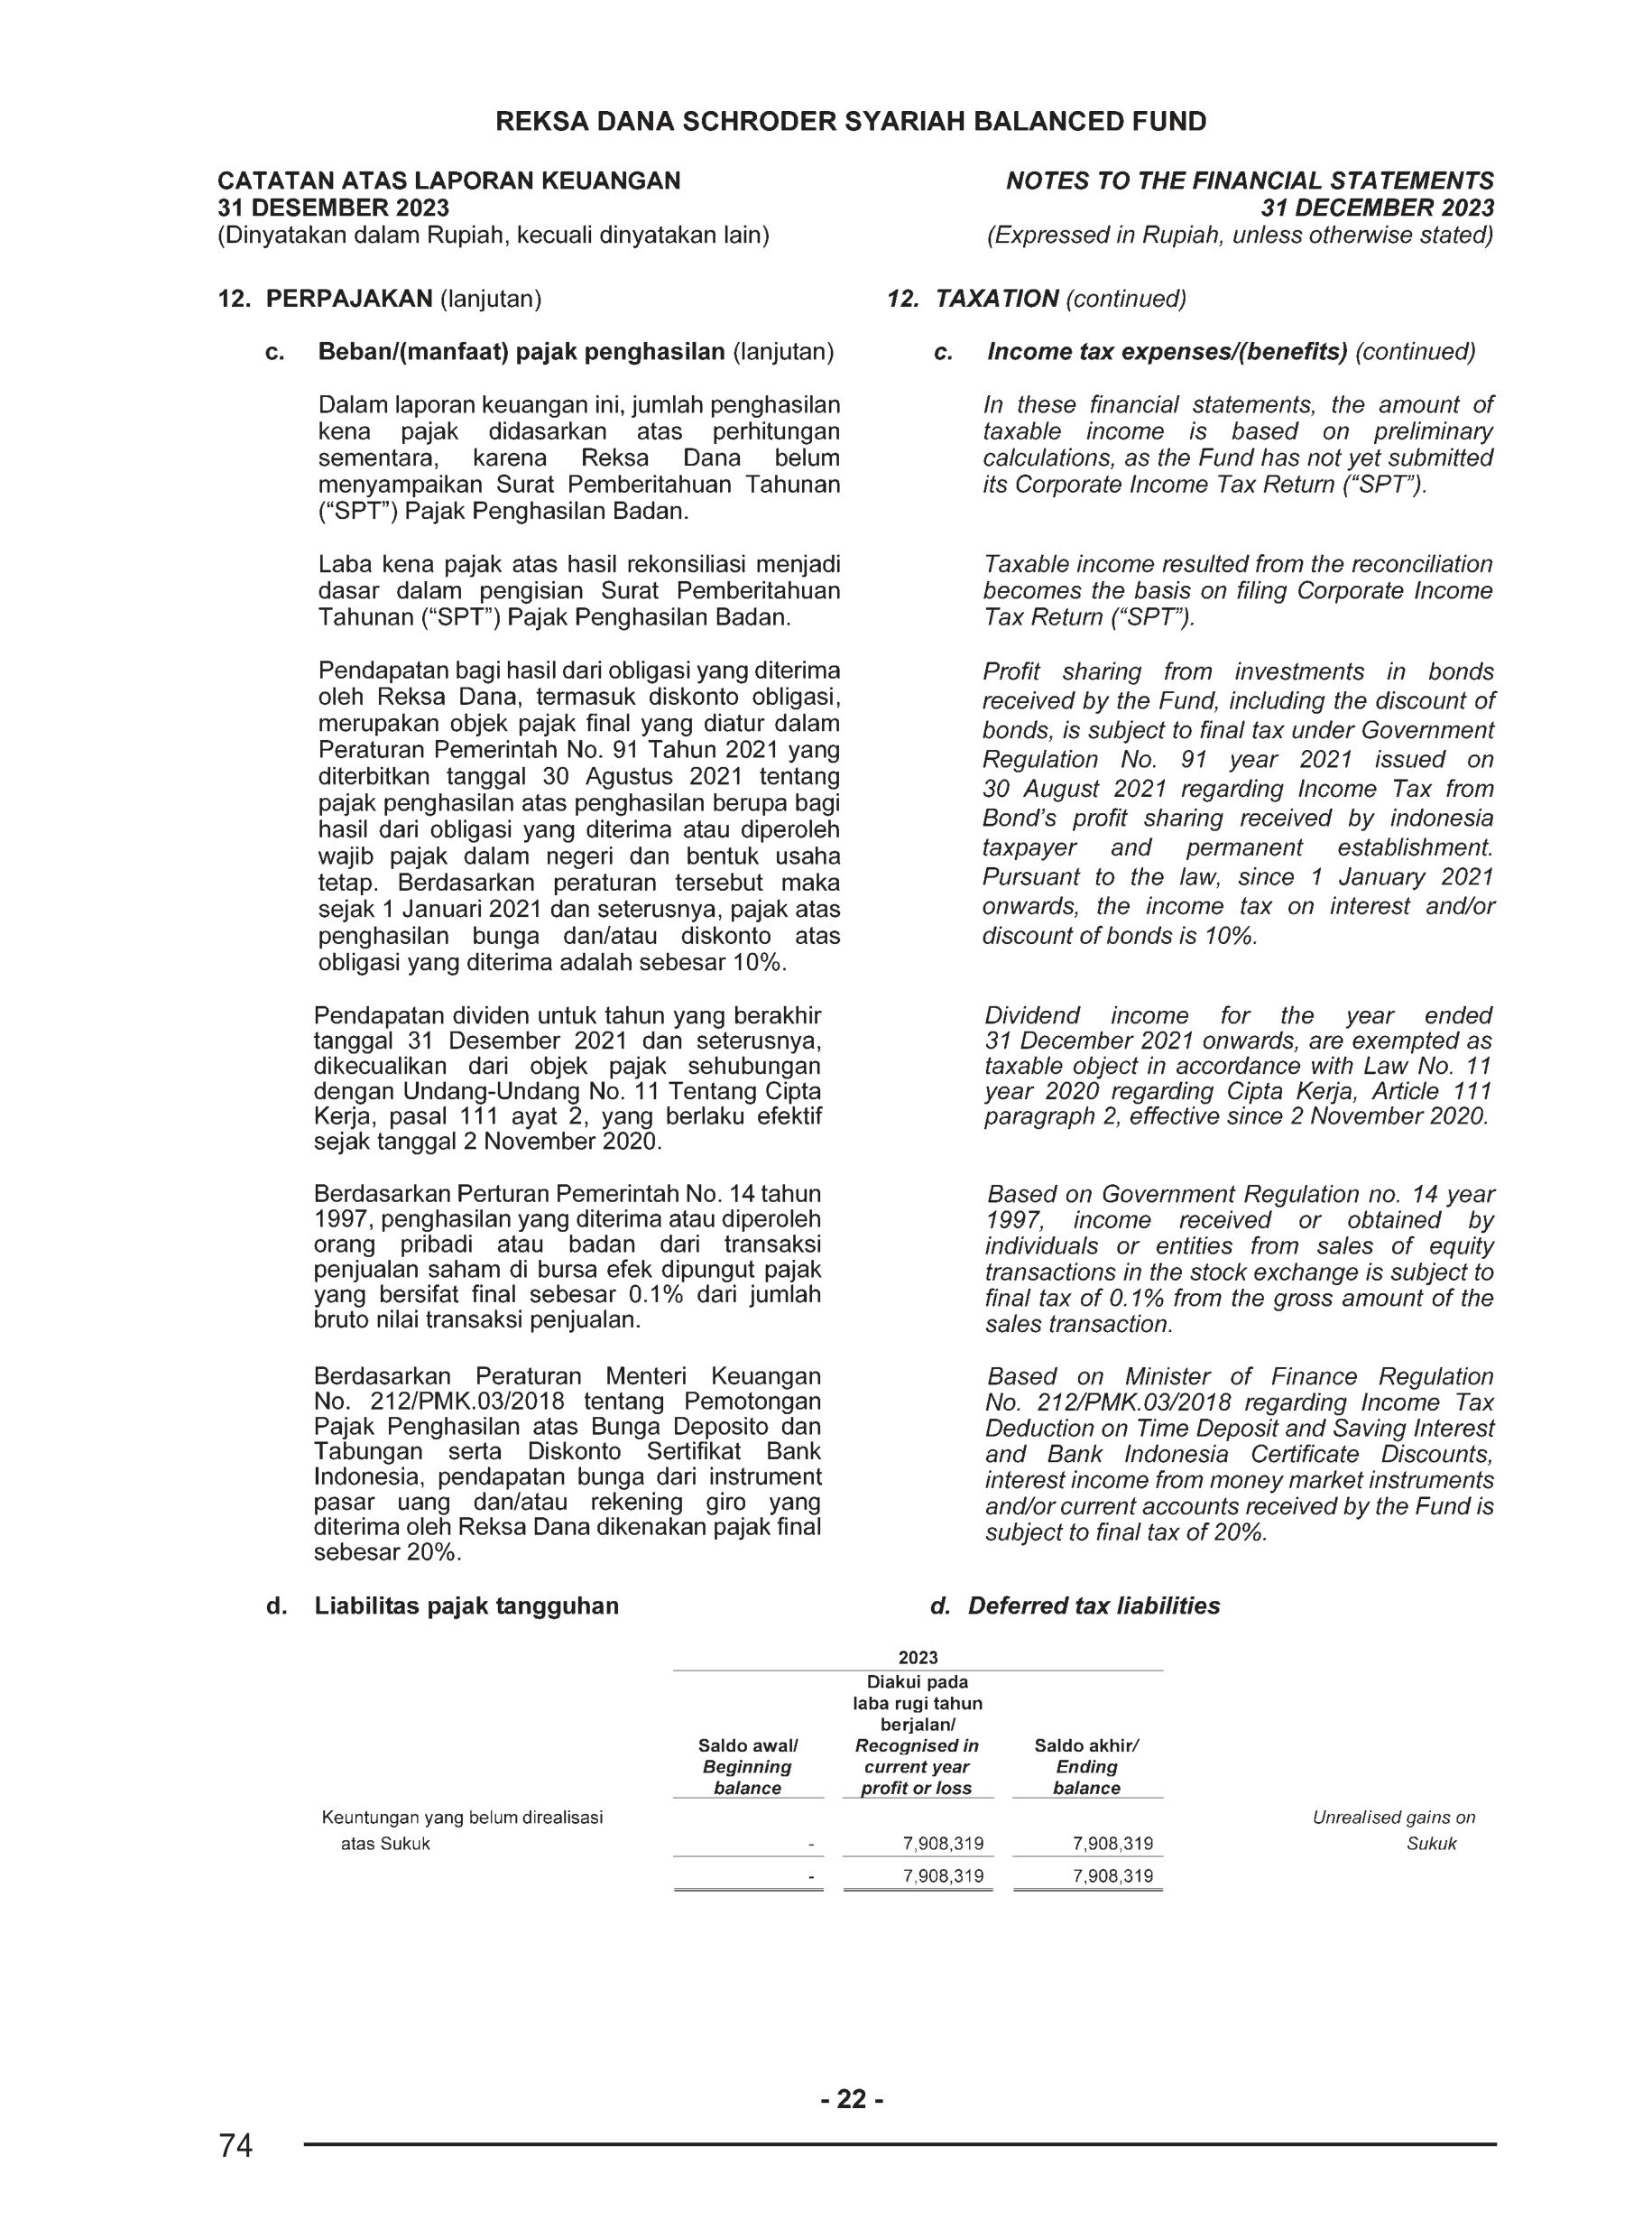 REKSA DANA SCHRODER SYARIAH BALANCED FUND
CATATAN ATAS LAPORAN KEUANGAN
31 DESEMBER 2023
(Dinyatakan dalam Rupiah, kecuali dinyatakan lain)
NOTES TO THE FINANCIAL STATEMENTS
31 DECEMBER 2023
(Expressed in Rupiah, unless otherwise stated)
12. PERPAJAKAN (lanjutan)
c. Beban/(manfaat) pajak penghasilan (lanjutan)
Dalam laporan keuangan ini, jumlah penghasilan
kena pajak didasarkan atas perhitungan
sementara, karena Reksa Dana belum
menyampaikan Surat Pemberitahuan Tahunan
(“SPT”) Pajak Penghasilan Badan.
Laba kena pajak atas hasil rekonsiliasi menjadi
dasar dalam pengisian Surat Pemberitahuan
Tahunan (“SPT”) Pajak Penghasilan Badan.
Pendapatan bagi hasil dari obligasi yang diterima
oleh Reksa Dana, termasuk diskonto obligasi,
merupakan objek pajak final yang diatur dalam
Peraturan Pemerintah No. 91 Tahun 2021 yang
diterbitkan tanggal 30 Agustus 2021 tentang
pajak penghasilan atas penghasilan berupa bagi
hasil dari obligasi yang diterima atau diperoleh
wajib pajak dalam negeri dan bentuk usaha
tetap. Berdasarkan peraturan tersebut maka
sejak 1 Januari 2021 dan seterusnya, pajak atas
penghasilan bunga dan/atau diskonto atas
obligasi yang diterima adalah sebesar 10%.
Pendapatan dividen untuk tahun yang berakhir
tanggal 31 Desember 2021 dan seterusnya,
dikecualikan dari objek pajak sehubungan
dengan Undang-Undang No. 11 Tentang Cipta
Kerja, pasal 111 ayat 2, yang berlaku efektif
sejak tanggal 2 November 2020.
Berdasarkan Perturan Pemerintah No. 14 tahun
1997, penghasilan yang diterima atau diperoleh
orang pribadi atau badan dari transaksi
penjualan saham di bursa efek dipungut pajak
yang bersifat final sebesar 0.1% dari jumlah
bruto nilai transaksi penjualan.
Berdasarkan Peraturan Menteri Keuangan
No. 212/PMK.03/2018 tentang Pemotongan
Pajak Penghasilan atas Bunga Deposito dan
Tabungan serta Diskonto Sertifikat Bank
Indonesia, pendapatan bunga dari instrument
pasar uang dan/atau rekening giro yang
diterima oleh Reksa Dana dikenakan pajak final
sebesar 20%.
12. TAXATION (continued)
c. Income tax expenses/(benefits) (continued)
In these financial statements, the amount of
taxable income is based on preliminary
calculations, as the Fund has not yet submitted
its Corporate Income Tax Return (“SPT”).
Taxable income resulted from the reconciliation
becomes the basis on filing Corporate Income
Tax Return (“SPT”).
Profit sharing from investments in bonds
received by the Fund, including the discount of
bonds, is subject to final tax under Government
Regulation No. 91 year 2021 issued on
30 August 2021 regarding Income Tax from
Bond’s profit sharing received by indonesia
taxpayer and permanent establishment.
Pursuant to the law, since 1 January 2021
onwards, the income tax on interest and/or
discount of bonds is 10%.
Dividend income for the year ended
31 December 2021 onwards, are exempted as
taxable object in accordance with Law No. 11
year 2020 regarding Cipta Kerja, Article 111
paragraph 2, effective since 2 November 2020.
Based on Government Regulation no. 14 year
1997, income received or obtained by
individuals or entities from sales of equity
transactions in the stock exchange is subject to
final tax of 0.1% from the gross amount of the
sales transaction.
Based on Minister of Finance Regulation
No. 212/PMK.03/2018 regarding Income Tax
Deduction on Time Deposit and Saving Interest
and Bank Indonesia Certificate Discounts,
interest income from money market instruments
and/or current accounts received by the Fund is
subject to final tax of 20%.
d. Liabilitas pajak tangguhan
d. Deferred tax liabilities
2023
Saldo awal/
Beginning
balance
Diakui pada
laba rugi tahun
berjalan/
Recognised in
current year
profit or loss
Saldo akhir/
Ending
balance
Keuntungan yang belum direalisasi Unrealised gains on
atas Sukuk - 7,908,319 7,908,319 Sukuk
- 7,908,319 7,908,319
- 22 -
74